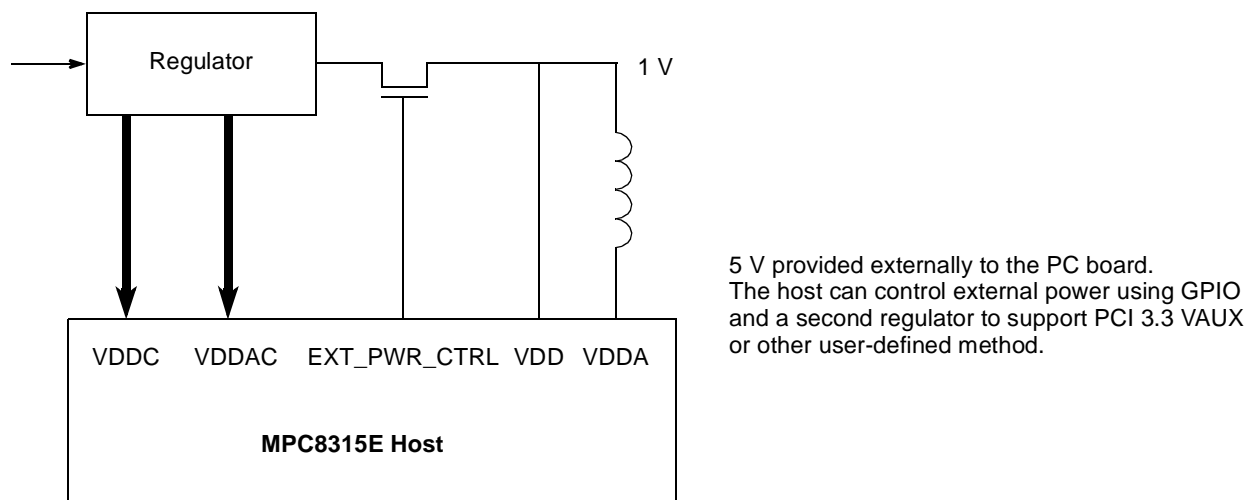 Regulator
1 V
5 V provided externally to the PC board.
The host can control external power using GPIO
and a second regulator to support PCI 3.3 VAUX
or other user-defined method.
VDDC VDDAC EXT_PWR_CTRL VDD VDDA
MPC8315E Host